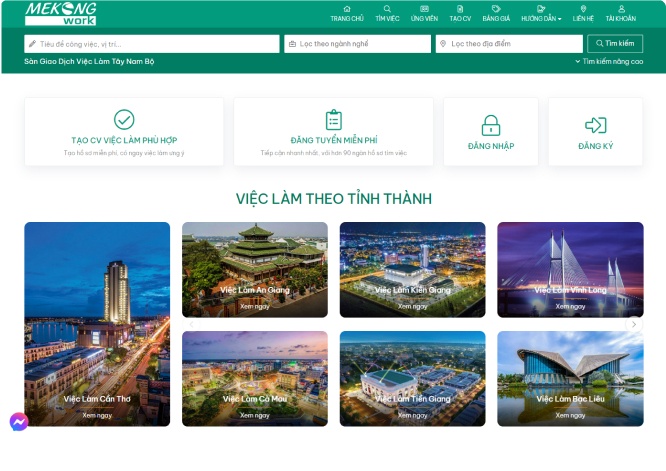 MEKONG
work
TRANG CHỦ
TÌM VIỆC
ỨNG VIÊN
TẠO CV
BẢNG GIÁ
HƯỚNG DẪN
LIÊN HỆ
TÀI KHOẢN
Tiêu đề công việc, vị trí...
Lọc theo ngành nghề
Lọc theo địa điểm
Tìm kiếm
Sàn Giao Dịch Việc Làm Tây Nam Bộ
Tìm kiếm nâng cao
TẠO CV VIỆC LÀM PHÙ HỢP
Tạo hồ sơ miễn phí, có ngay việc làm ứng ý
ĐĂNG TUYỂN MIỄN PHÍ
Tiếp cận nhanh nhất, với hơn 90 ngàn hồ sơ tìm việc
ĐĂNG NHẬP
ĐĂNG KÝ
VIỆC LÀM THEO TỈNH THÀNH
Việc Làm An Giang
Xem ngay
Việc Làm Kiên Giang
Xem ngay
Việc Làm Vĩnh Long
Xem ngay
Việc Làm Cần Thơ
Xem ngay
Việc Làm Cà Mau
Xem ngay
Việc Làm Tiền Giang
Xem ngay
Việc Làm Bạc Liêu
Xem ngay